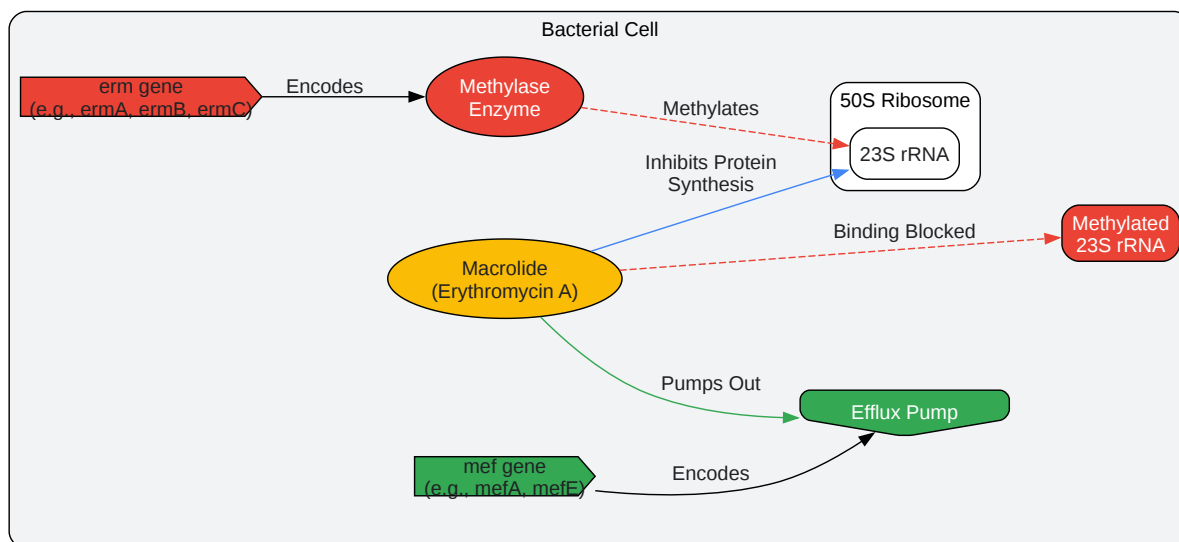 Bacterial Cell
erm gene
(e.g., ermA, ermB, ermC)
Encodes
Methylase
Enzyme
Methylates
50S Ribosome
23S rRNA
Inhibits Protein
Synthesis
Binding Blocked
Methylated
23S rRNA
Macrolide
(Erythromycin A)
Pumps Out
Efflux Pump
mef gene
(e.g., mefA, mefE)
Encodes